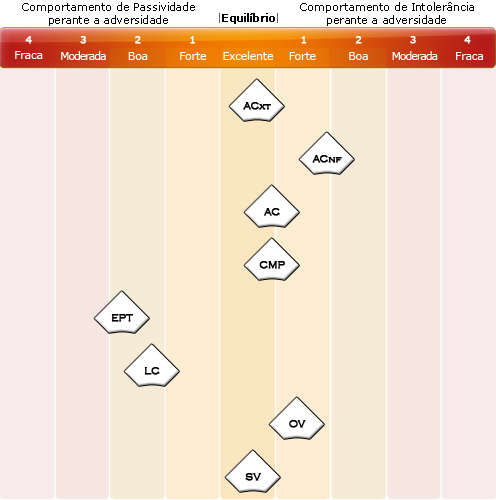 Comportamento de Passividade
perante a adversidade
|Equilíbrio|
Comportamento de Intolerância
perante a adversidade
4 3 2 1 1 2 3 4
Fraca Moderada Boa Forte Excelente Forte Boa Moderada Fraca
ACXT
ACNF
AC
CMP
EPT
LC
OV
SV